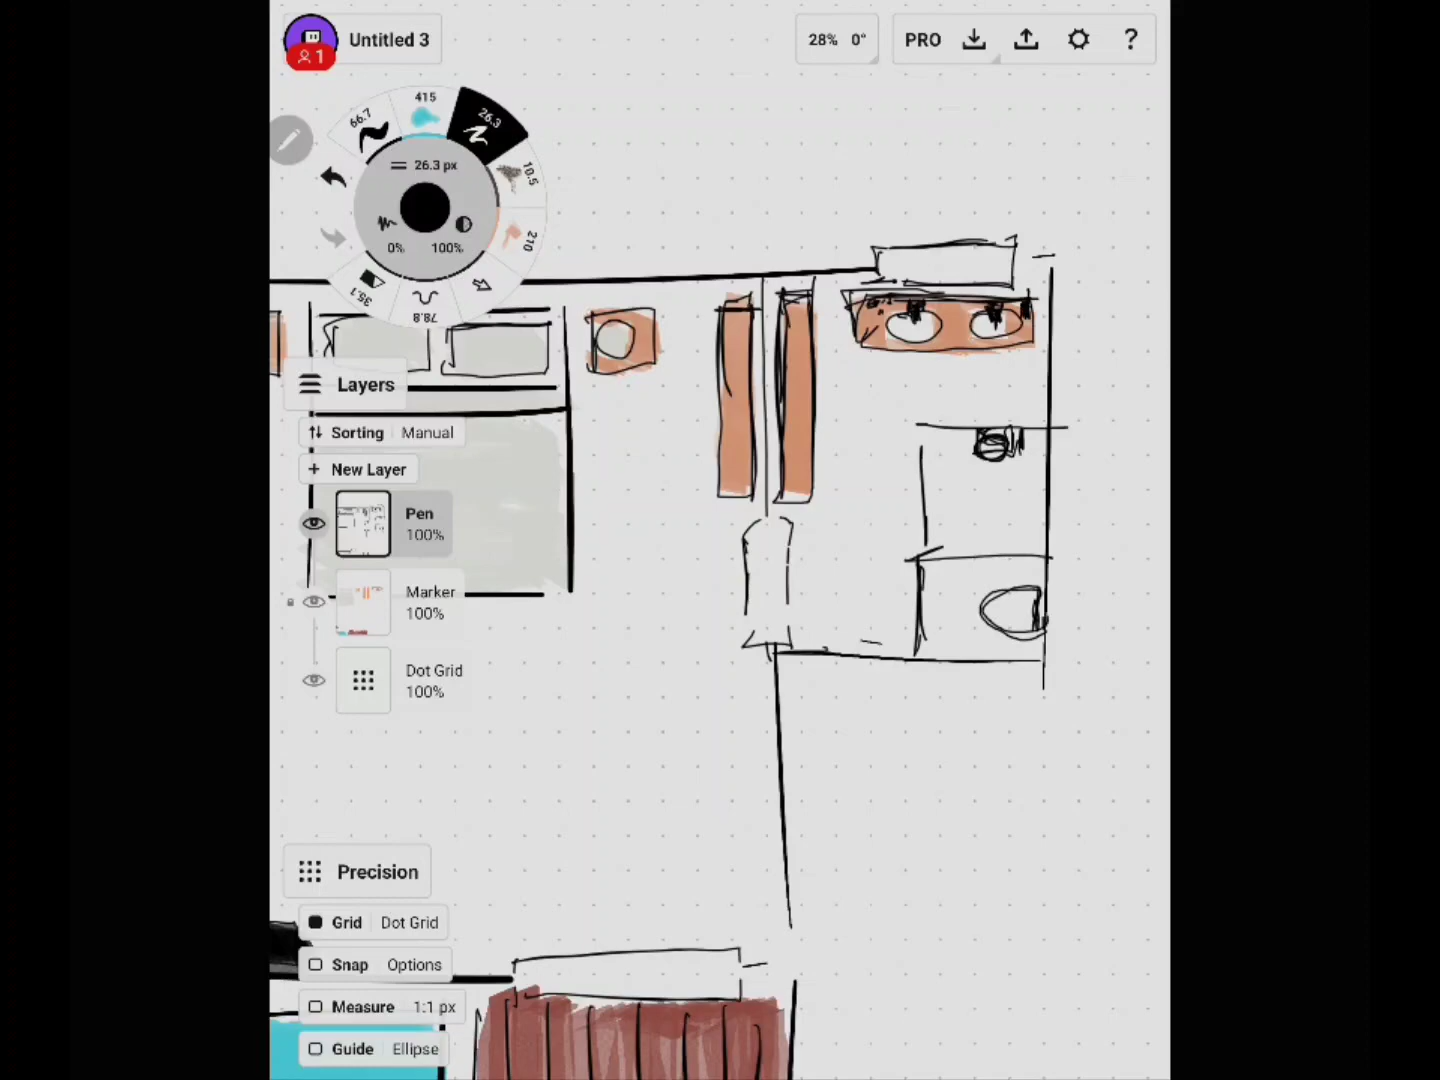 Untitled 3
1
28% 0°
PRO
?
415
66.7
26.3
10.5
210
78.8
35.1
26.3 px
0% 100%
Layers
Sorting Manual
+ New Layer
Pen
100%
Marker
100%
Dot Grid
100%
Precision
Grid Dot Grid
Snap Options
Measure 1:1 px
Guide Ellipse